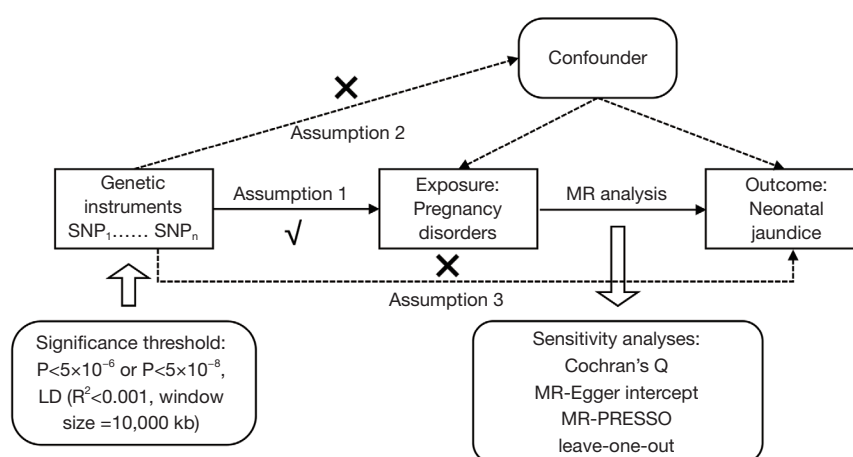 Confounder
Assumption 2
Genetic
instruments
SNP₁...... SNPₙ
Assumption 1
√
Exposure:
Pregnancy
disorders
MR analysis
Outcome:
Neonatal
jaundice
Assumption 3
Significance threshold:
P<5×10⁻⁶ or P<5×10⁻⁸,
LD (R²<0.001, window
size =10,000 kb)
Sensitivity analyses:
Cochran's Q
MR-Egger intercept
MR-PRESSO
leave-one-out